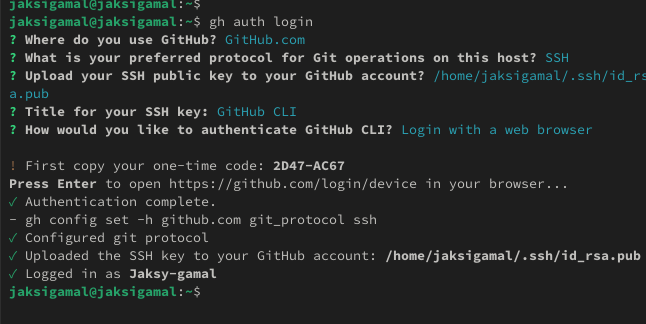 jaksigamal@jaksigamal:~$
jaksigamal@jaksigamal:~$ gh auth login
? Where do you use GitHub? GitHub.com
? What is your preferred protocol for Git operations on this host? SSH
? Upload your SSH public key to your GitHub account? /home/jaksigamal/.ssh/id_rs
a.pub
? Title for your SSH key: GitHub CLI
? How would you like to authenticate GitHub CLI? Login with a web browser
! First copy your one-time code: 2D47-AC67
Press Enter to open https://github.com/login/device in your browser...
✓ Authentication complete.
- gh config set -h github.com git_protocol ssh
✓ Configured git protocol
✓ Uploaded the SSH key to your GitHub account: /home/jaksigamal/.ssh/id_rsa.pub
✓ Logged in as Jaksy-gamal
jaksigamal@jaksigamal:~$